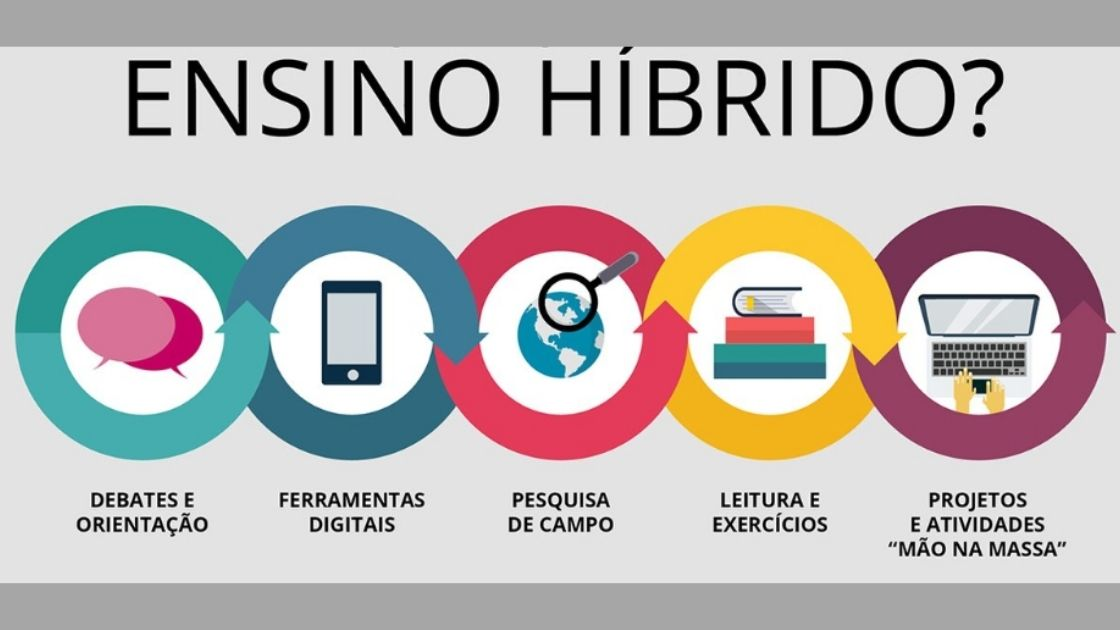 ENSINO HÍBRIDO?
DEBATES E
ORIENTAÇÃO
FERRAMENTAS
DIGITAIS
PESQUISA
DE CAMPO
LEITURA E
EXERCÍCIOS
PROJETOS
E ATIVIDADES
“MÃO NA MASSA”